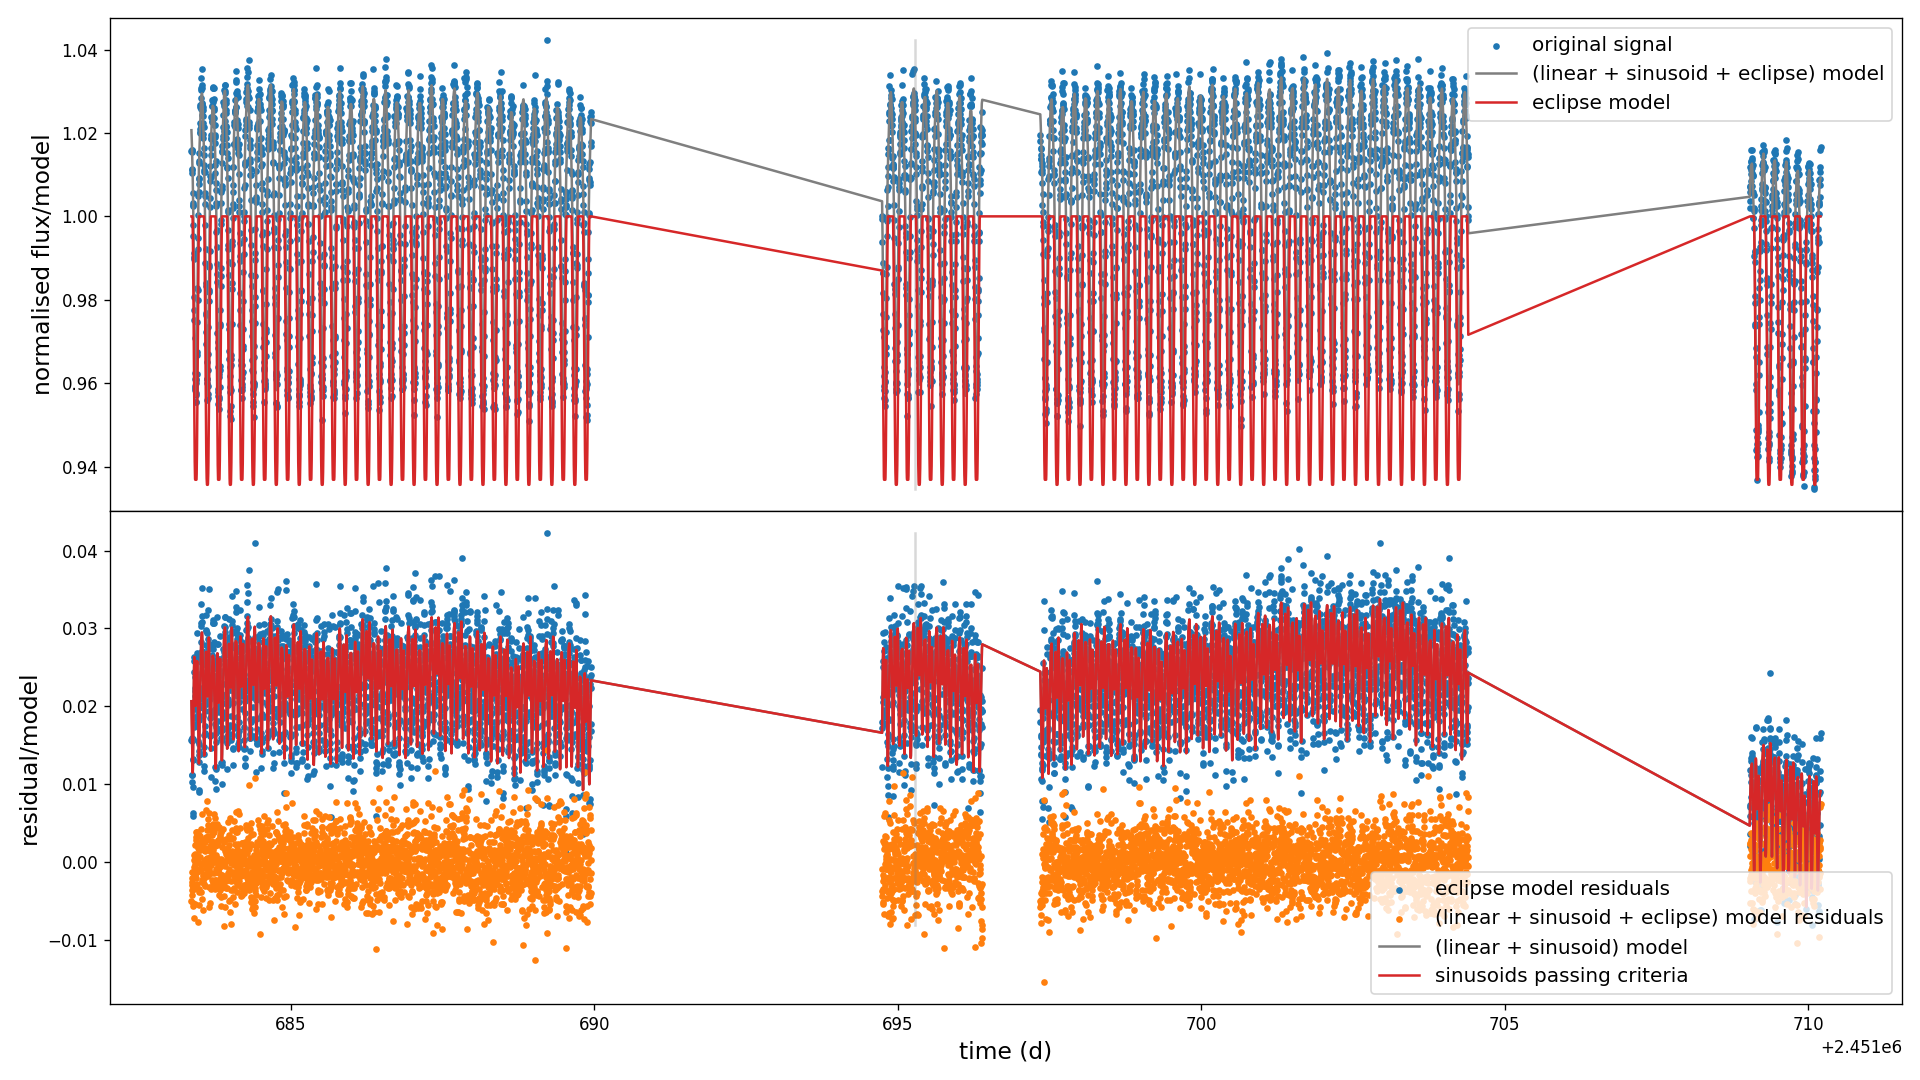 original signal
(linear + sinusoid + eclipse) model
eclipse model
normalised flux/model
1.04
1.02
1.00
0.98
0.96
0.94
residual/model
0.04
0.03
0.02
0.01
0.00
−0.01
eclipse model residuals
(linear + sinusoid + eclipse) model residuals
(linear + sinusoid) model
sinusoids passing criteria
685
690
695
700
705
710
time (d)
+2.451e6